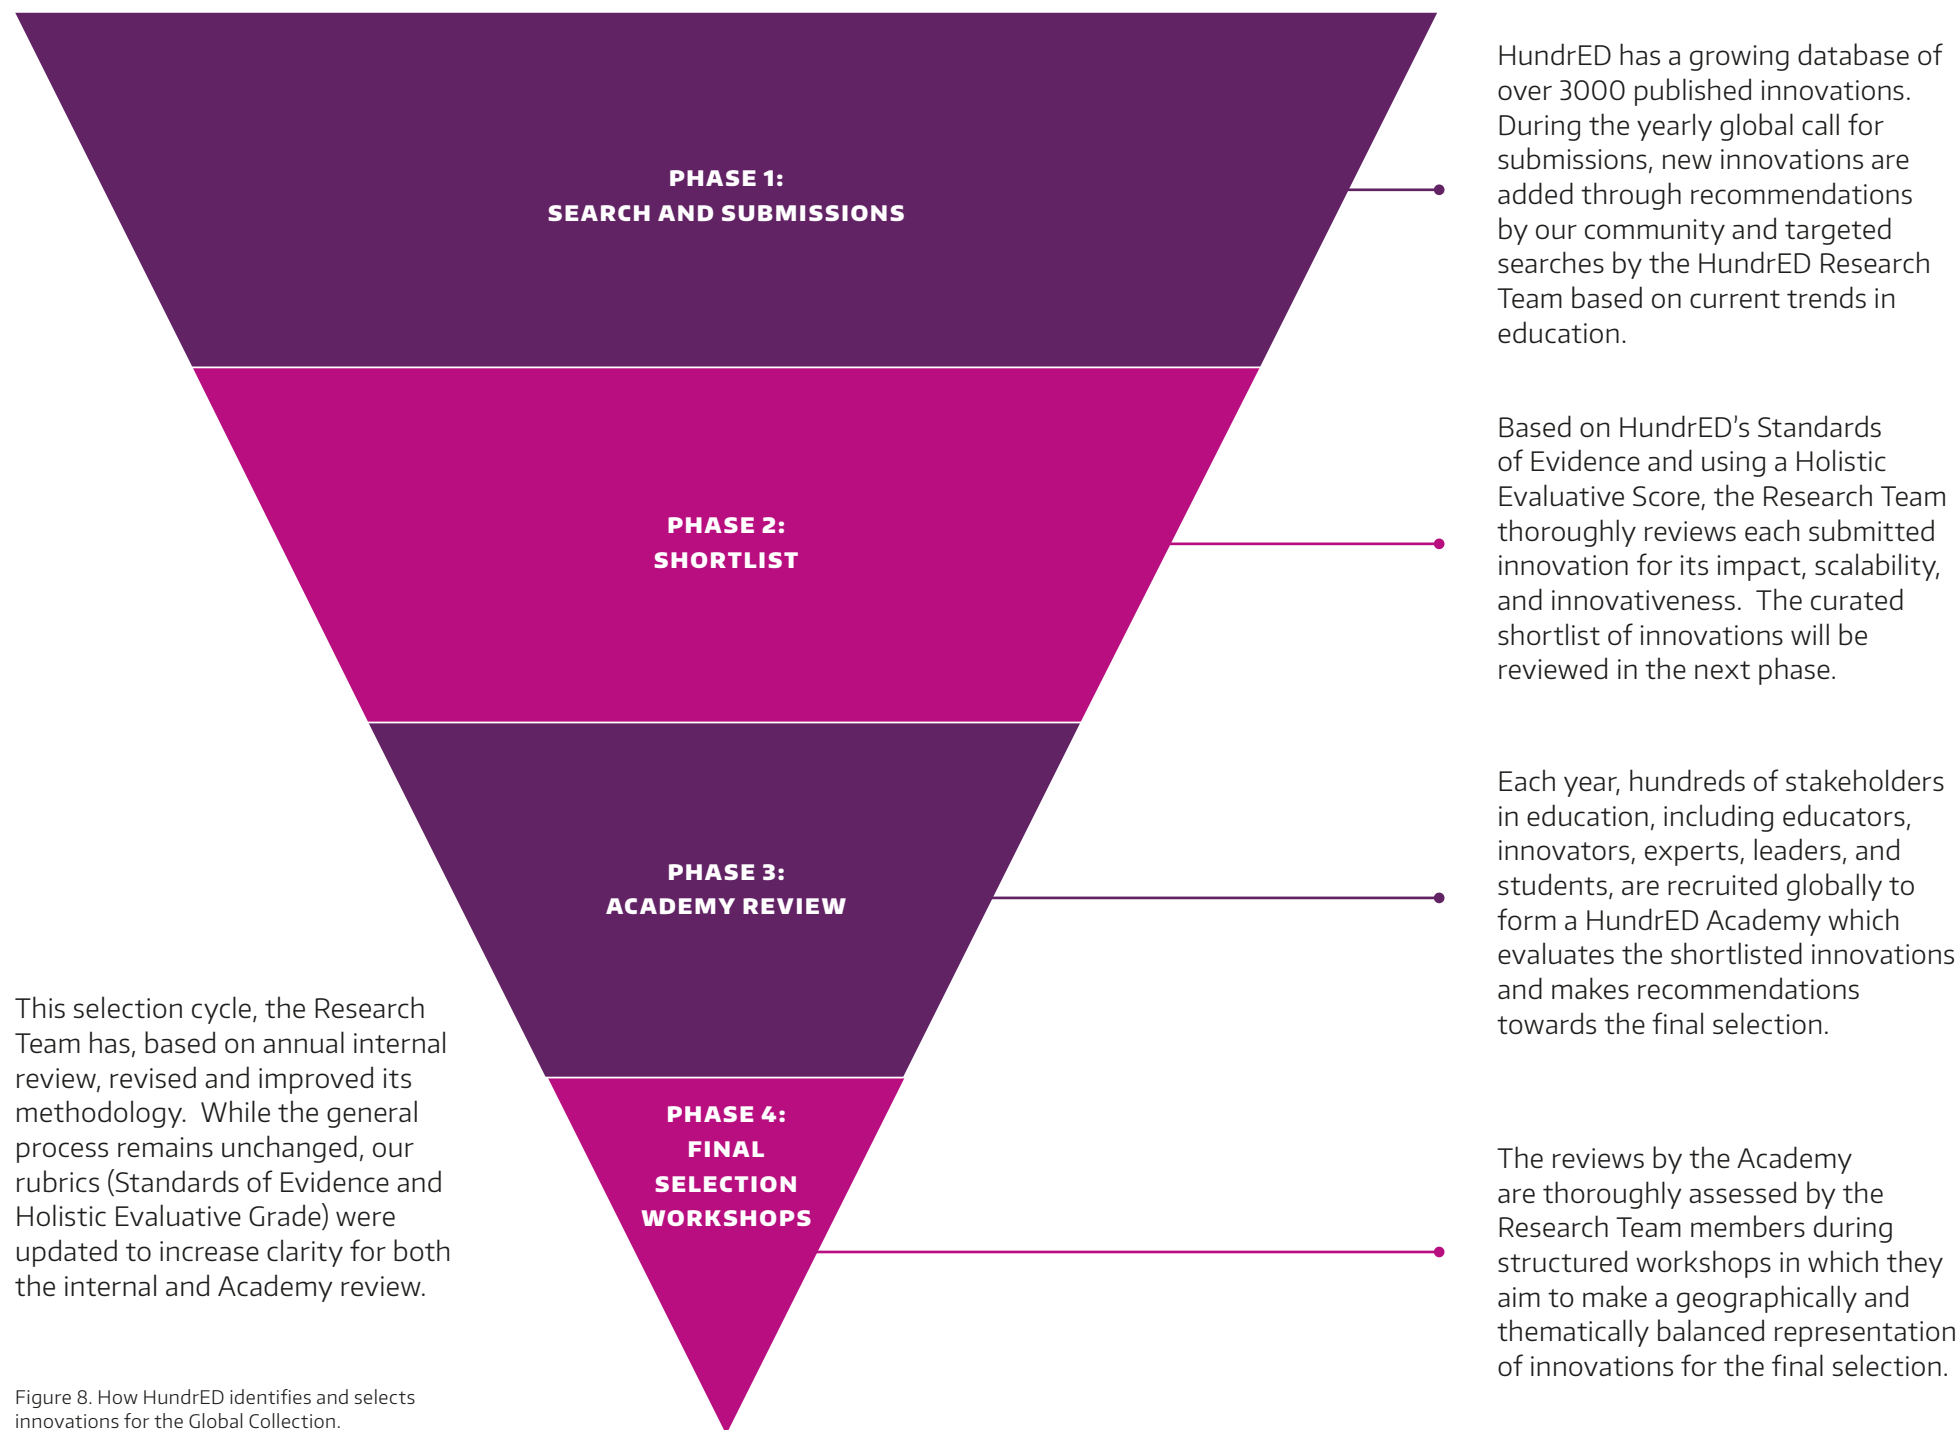 PHASE 1:
SEARCH AND SUBMISSIONS
HundrED has a growing database of
over 3000 published innovations.
During the yearly global call for
submissions, new innovations are
added through recommendations
by our community and targeted
searches by the HundrED Research
Team based on current trends in
education.
PHASE 2:
SHORTLIST
Based on HundrED’s Standards
of Evidence and using a Holistic
Evaluative Score, the Research Team
thoroughly reviews each submitted
innovation for its impact, scalability,
and innovativeness.  The curated
shortlist of innovations will be
reviewed in the next phase.
PHASE 3:
ACADEMY REVIEW
Each year, hundreds of stakeholders
in education, including educators,
innovators, experts, leaders, and
students, are recruited globally to
form a HundrED Academy which
evaluates the shortlisted innovations
and makes recommendations
towards the final selection.
PHASE 4:
FINAL
SELECTION
WORKSHOPS
The reviews by the Academy
are thoroughly assessed by the
Research Team members during
structured workshops in which they
aim to make a geographically and
thematically balanced representation
of innovations for the final selection.
This selection cycle, the Research
Team has, based on annual internal
review, revised and improved its
methodology.  While the general
process remains unchanged, our
rubrics (Standards of Evidence and
Holistic Evaluative Grade) were
updated to increase clarity for both
the internal and Academy review.
Figure 8. How HundrED identifies and selects
innovations for the Global Collection.